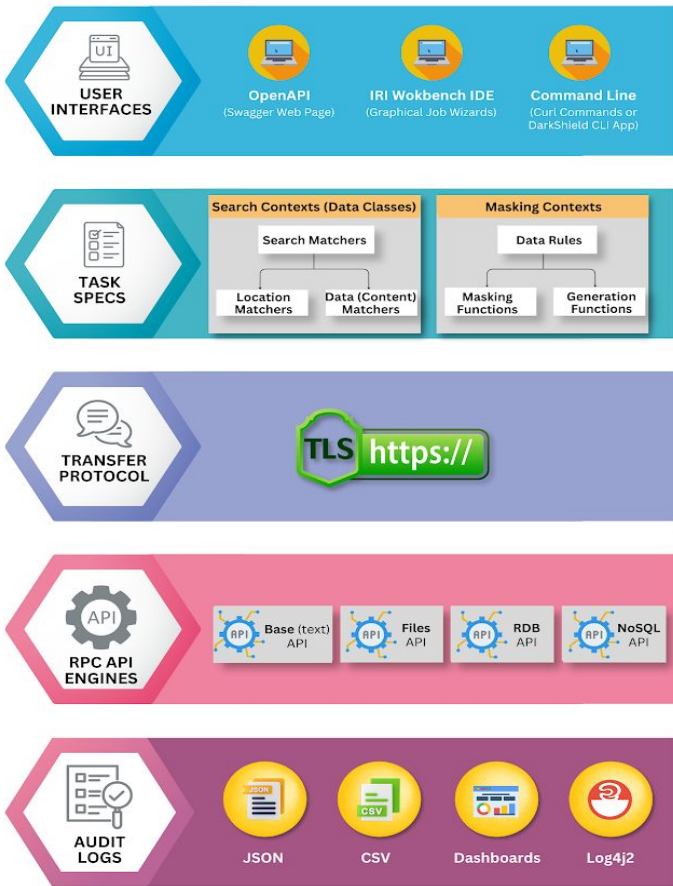 UI
USER
INTERFACES
OpenAPI
(Swagger Web Page)
IRI Wokbench IDE
(Graphical Job Wizards)
Command Line
(Curl Commands or
DarkShield CLI App)
TASK
SPECS
Search Contexts (Data Classes)
Search Matchers
Location
Matchers
Data (Content)
Matchers
Masking Contexts
Data Rules
Masking
Functions
Generation
Functions
TRANSFER
PROTOCOL
TLS https://
API
RPC API
ENGINES
API
Base (text)
API
API
Files
API
API
RDB
API
API
NoSQL
API
AUDIT
LOGS
JSON
JSON
CSV
CSV
Dashboards
Log4j2